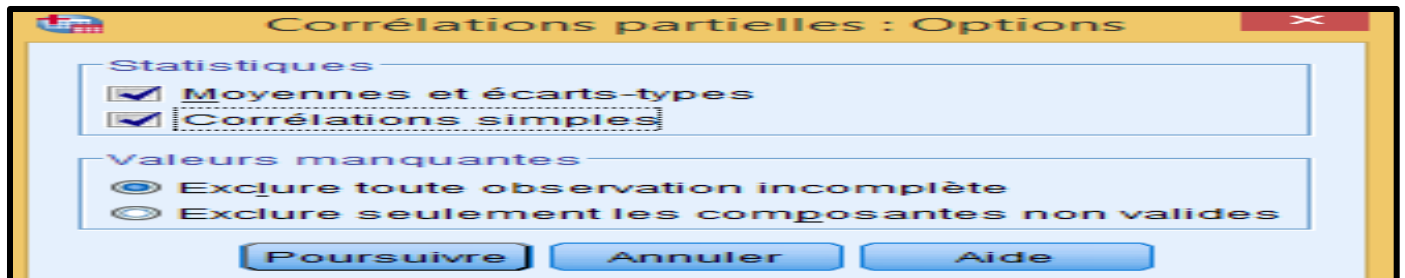 Corrélations partielles : Options
Statistiques
Moyennes et écarts-types
Corrélations simples
Valeurs manquantes
Exclure toute observation incomplète
Exclure seulement les composantes non valides
Poursuivre Annuler Aide